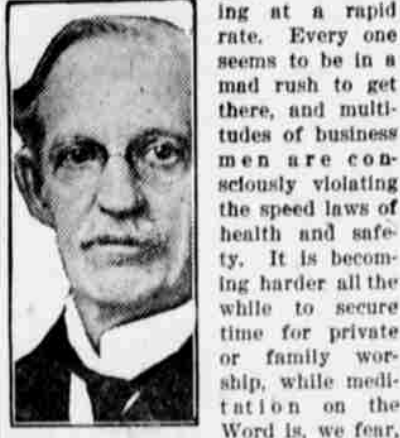 ing at a rapid
rate. Every one
seems to be in a
mad rush to get
there, and multi-
tudes of business
men are con-
sciously violating
the speed laws of
health and safe-
ty. It is becom-
ing harder all the
while to secure
time for private
or family wor-
ship, while medi-
tation on the
Word is, we fear,